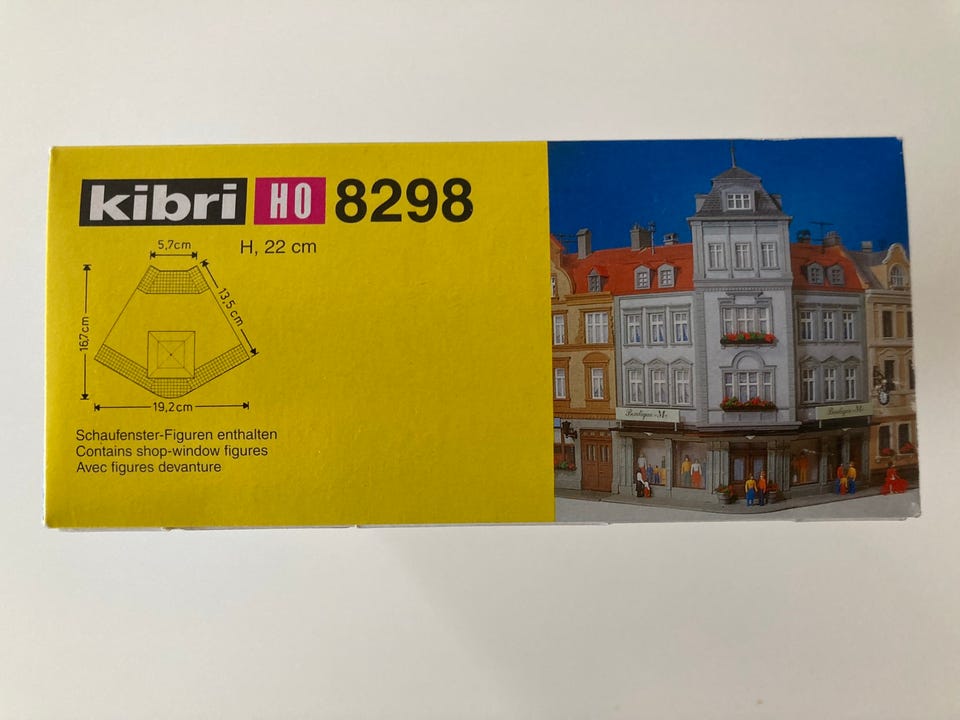 kibri HO 8298
5,7cm
H, 22 cm
13,5 cm
16,7cm
19,2cm
Schaufenster-Figuren enthalten
Contains shop-window figures
Avec figures devanture